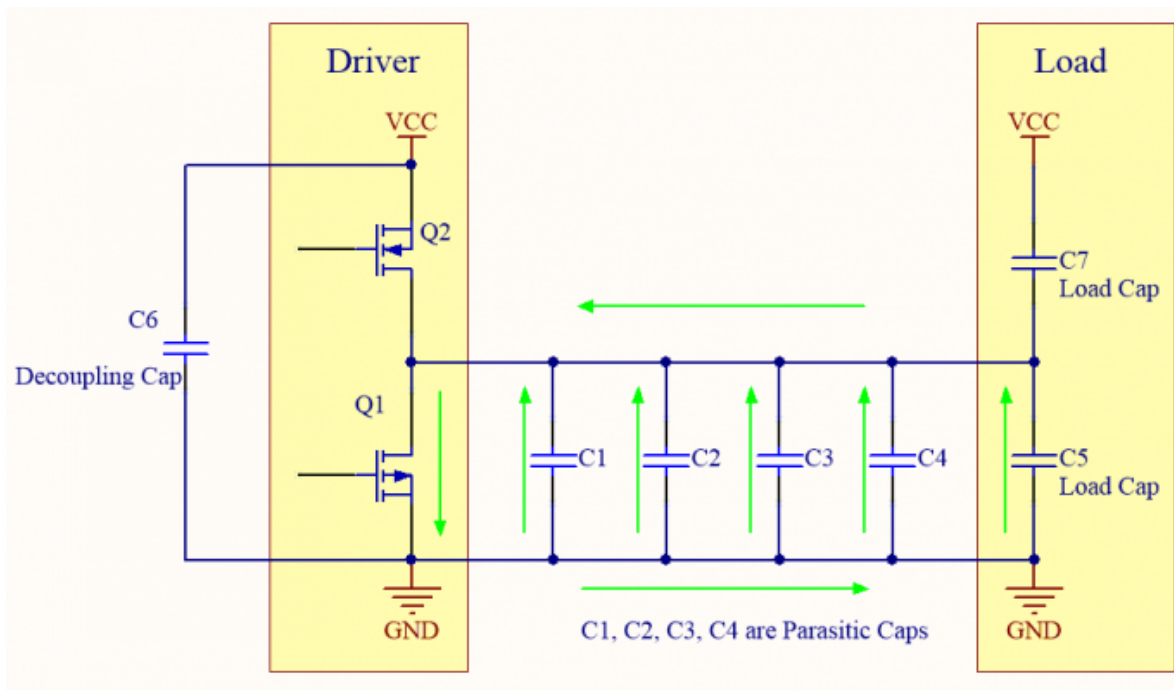 Driver
Load
VCC
VCC
Q2
C7
Load Cap
C6
Decoupling Cap
Q1
C1
C2
C3
C4
C5
Load Cap
GND
C1, C2, C3, C4 are Parasitic Caps
GND